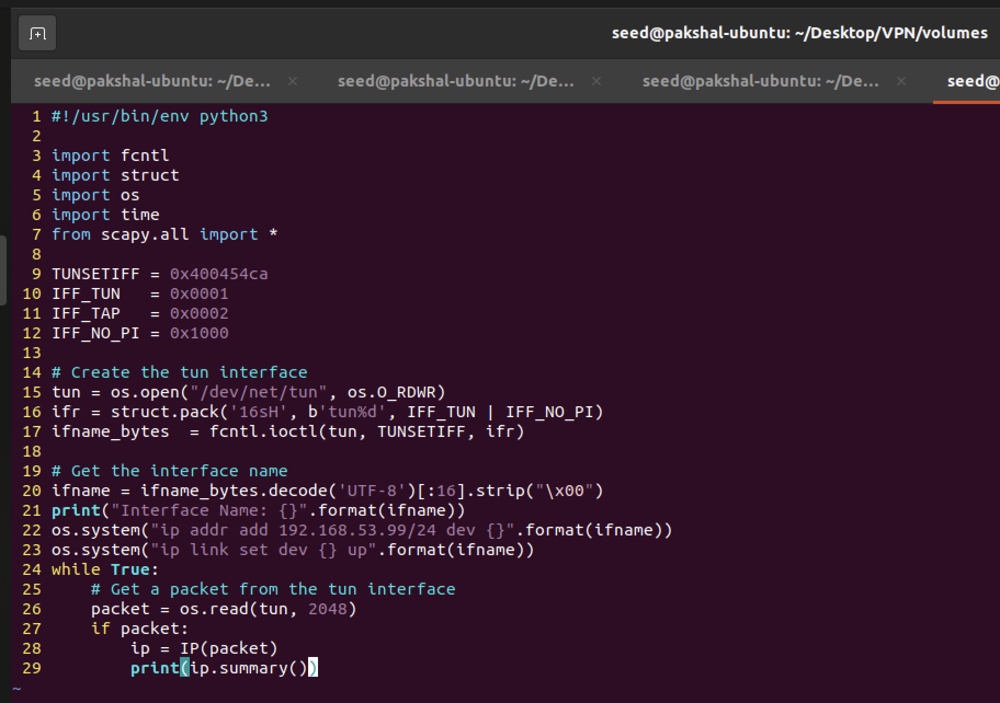 seed@pakshal-ubuntu: ~/Desktop/VPN/volumes
seed@pakshal-ubuntu: ~/De... × seed@pakshal-ubuntu: ~/De... × seed@pakshal-ubuntu: ~/De... × seed@
1 #!/usr/bin/env python3
2
3 import fcntl
4 import struct
5 import os
6 import time
7 from scapy.all import *
8
9 TUNSETIFF = 0x400454ca
10 IFF_TUN   = 0x0001
11 IFF_TAP   = 0x0002
12 IFF_NO_PI = 0x1000
13
14 # Create the tun interface
15 tun = os.open("/dev/net/tun", os.O_RDWR)
16 ifr = struct.pack('16sH', b'tun%d', IFF_TUN | IFF_NO_PI)
17 ifname_bytes  = fcntl.ioctl(tun, TUNSETIFF, ifr)
18
19 # Get the interface name
20 ifname = ifname_bytes.decode('UTF-8')[:16].strip("\x00")
21 print("Interface Name: {}".format(ifname))
22 os.system("ip addr add 192.168.53.99/24 dev {}".format(ifname))
23 os.system("ip link set dev {} up".format(ifname))
24 while True:
25     # Get a packet from the tun interface
26     packet = os.read(tun, 2048)
27     if packet:
28         ip = IP(packet)
29         print(ip.summary())
~